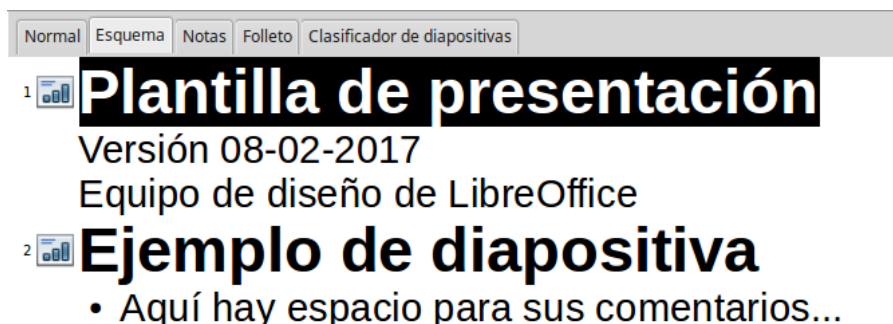 Normal Esquema Notas Folleto Clasificador de diapositivas
1 Plantilla de presentación
Versión 08-02-2017
Equipo de diseño de LibreOffice
2 Ejemplo de diapositiva
• Aquí hay espacio para sus comentarios...